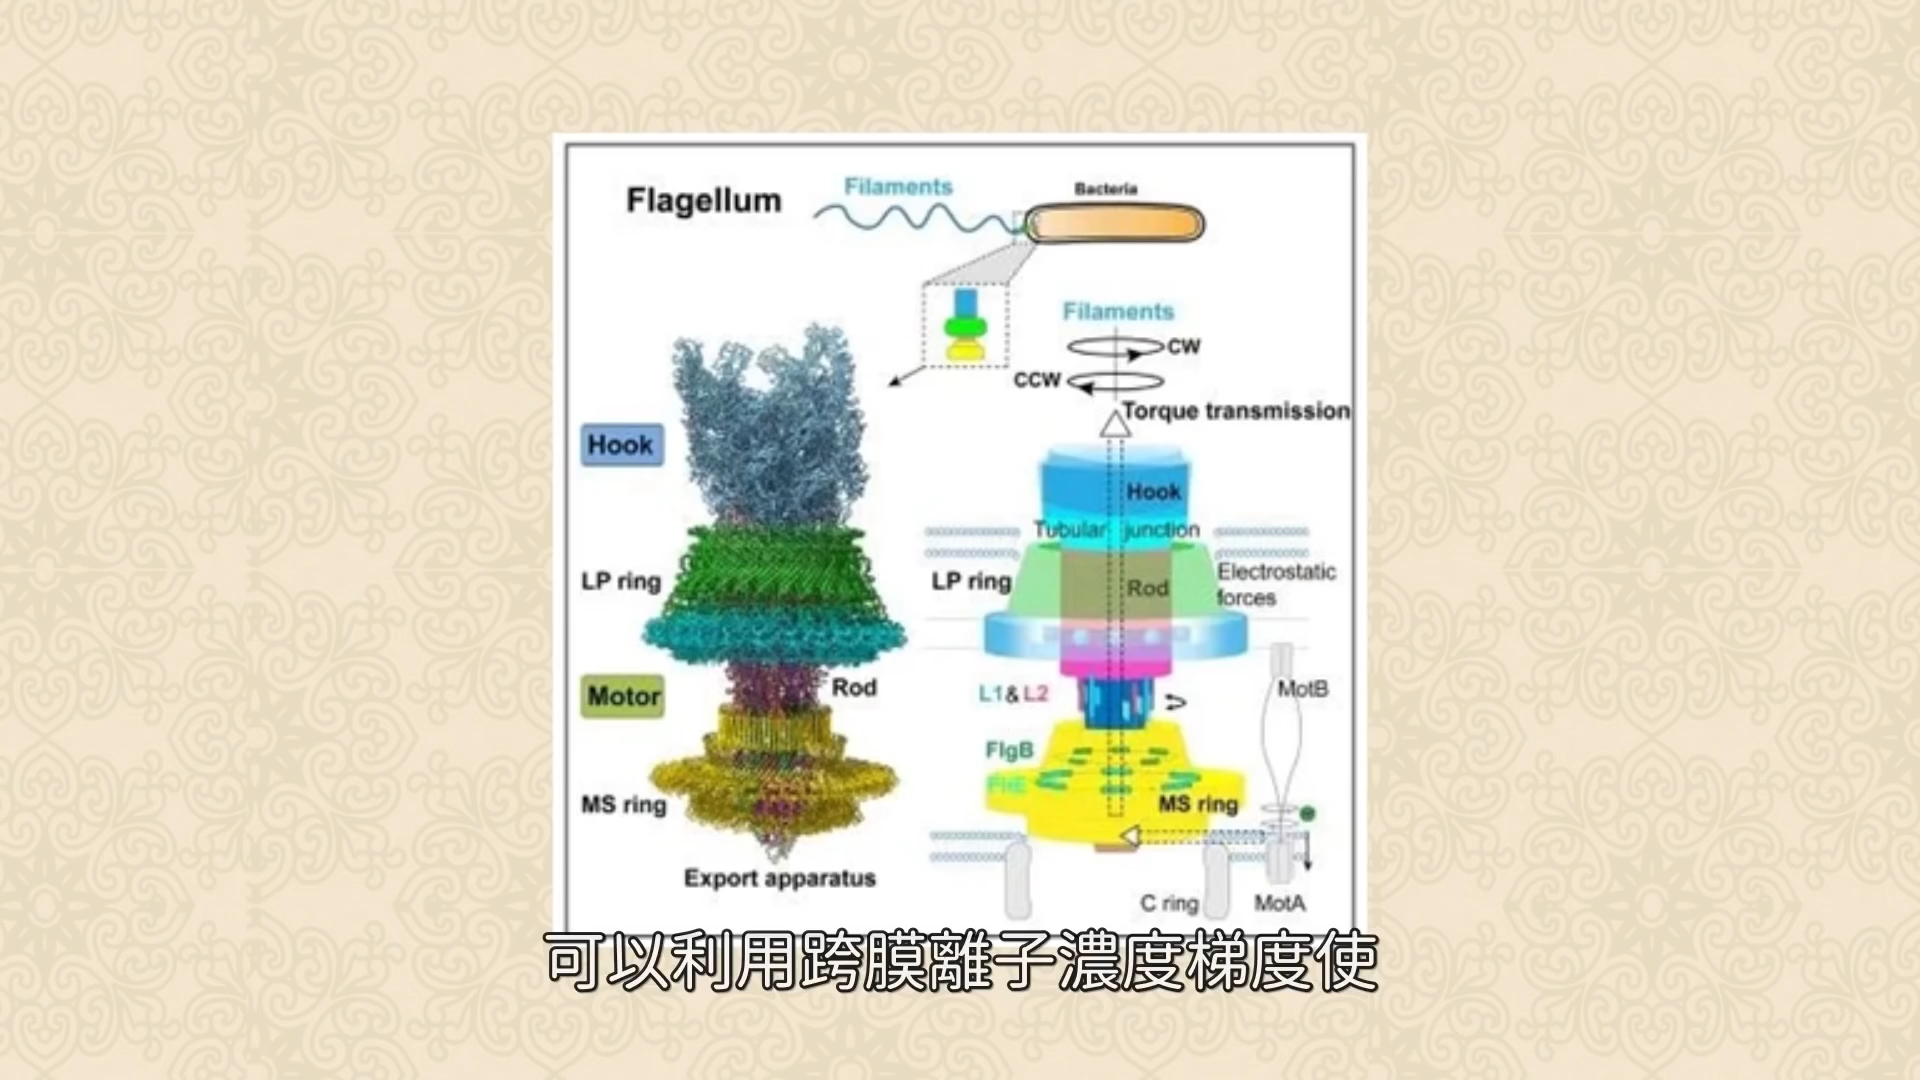 Flagellum
Filaments
Bacteria
Filaments
CW
CCW
Torque transmission
Hook
Hook
Tubular junction
LP ring
LP ring
Rod
Electrostatic
forces
Motor
Rod
L1&L2
MotB
FlgB
FliE
MS ring
MS ring
Export apparatus
C ring
MotA
可以利用跨膜離子濃度梯度使